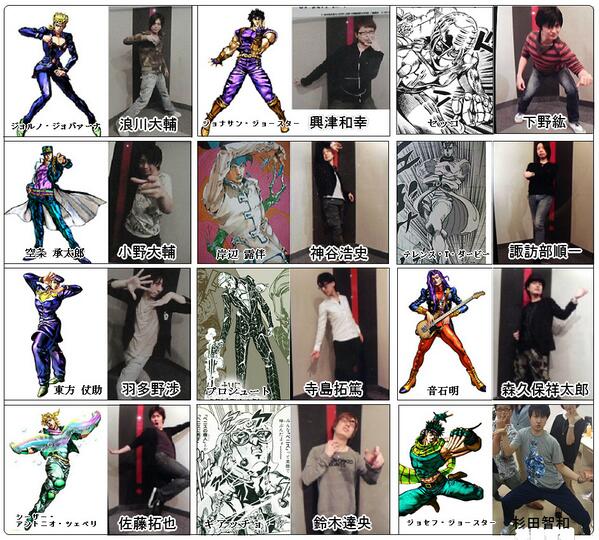 ジョルノ・ジョバァーナ
浪川大輔
ジョナサン・ジョースター
興津和幸
セッコ
下野紘
空条 承太郎
小野大輔
岸辺 露伴
神谷浩史
テレンス・T・ダービー
諏訪部順一
東方 仗助
羽多野渉
プロシュート
寺島拓篤
音石明
森久保祥太郎
シーザー・
アントニオ・ツェペリ
佐藤拓也
ギアッチョ
鈴木達央
ジョセフ・ジョースター
杉田智和